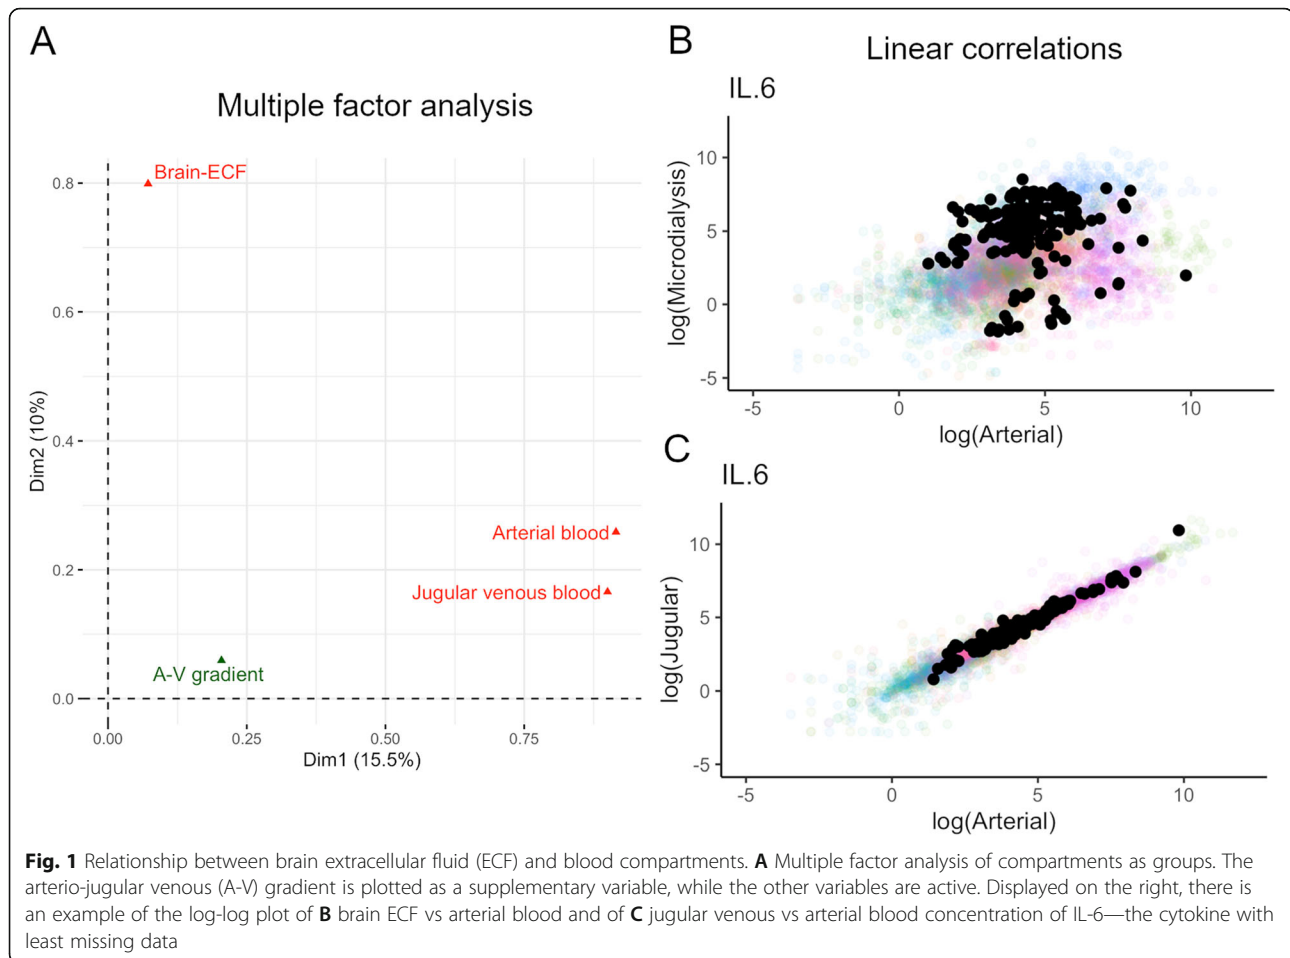 A
Multiple factor analysis
Brain-ECF
Arterial blood
Jugular venous blood
A-V gradient
Dim2 (10%)
0.8
0.6
0.4
0.2
0.0
0.00
0.25
0.50
0.75
Dim1 (15.5%)
B
Linear correlations
IL.6
log(Microdialysis)
10
5
0
-5
-5
0
5
10
log(Arterial)
C
IL.6
log(Jugular)
10
5
0
-5
-5
0
5
10
log(Arterial)
Fig. 1 Relationship between brain extracellular fluid (ECF) and blood compartments. A Multiple factor analysis of compartments as groups. The
arterio-jugular venous (A-V) gradient is plotted as a supplementary variable, while the other variables are active. Displayed on the right, there is
an example of the log-log plot of B brain ECF vs arterial blood and of C jugular venous vs arterial blood concentration of IL-6—the cytokine with
least missing data